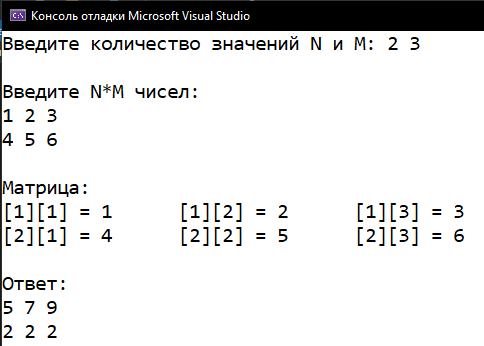 Консоль отладки Microsoft Visual Studio
Введите количество значений N и M: 2 3
Введите N*M чисел:
1 2 3
4 5 6
Матрица:
[1][1] = 1 [1][2] = 2 [1][3] = 3
[2][1] = 4 [2][2] = 5 [2][3] = 6
Ответ:
5 7 9
2 2 2